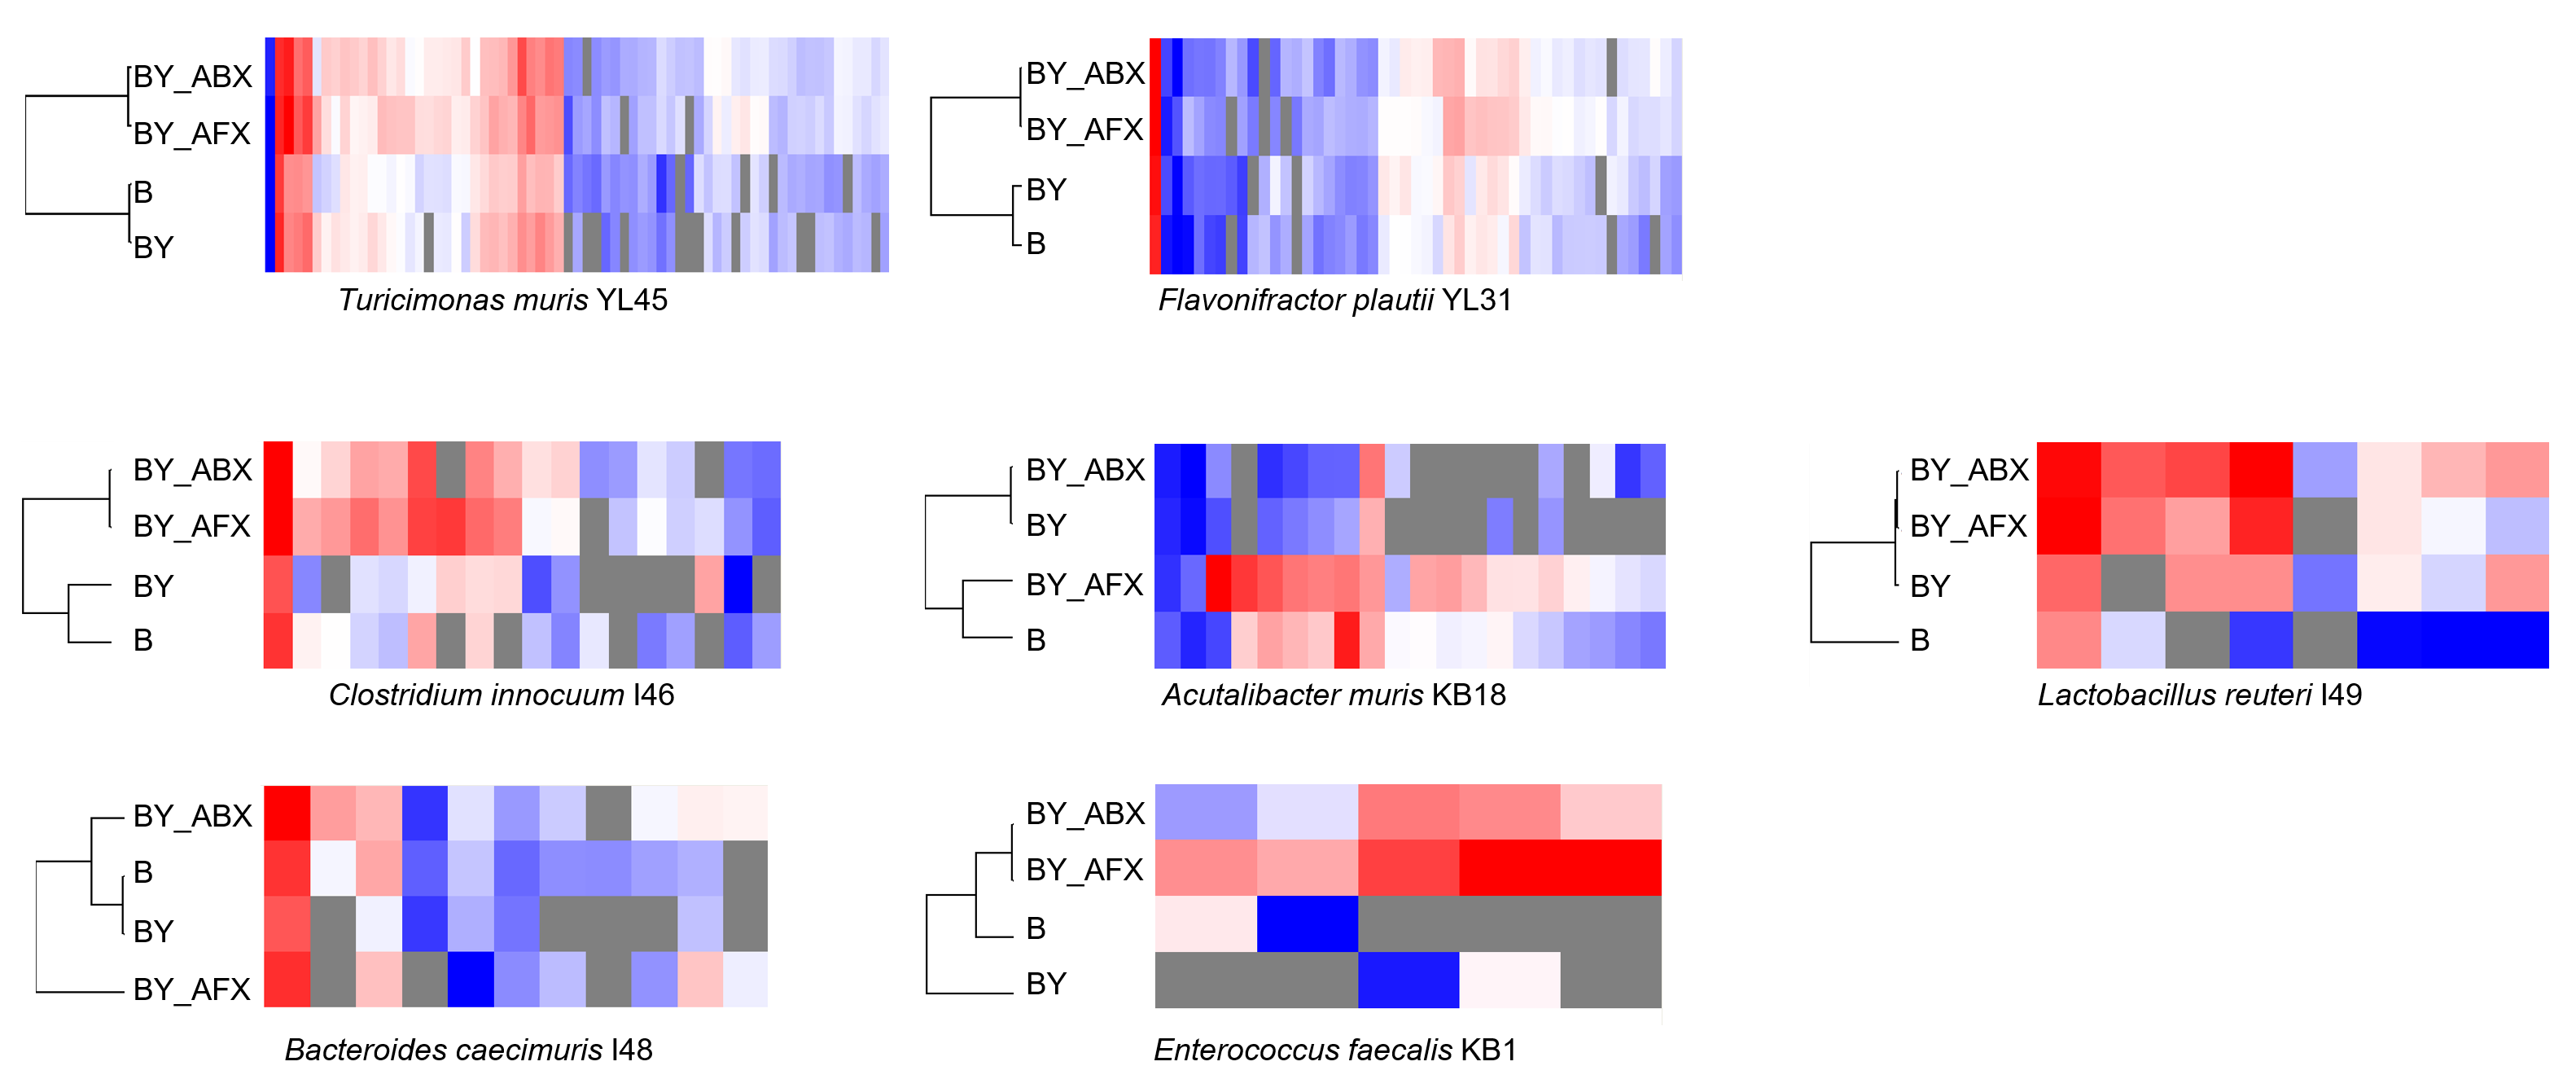 BY_ABX
BY_AFX
B
BY
Turicimonas muris YL45
BY_ABX
BY_AFX
BY
B
Flavonifractor plautii YL31
BY_ABX
BY_AFX
BY
B
Clostridium innocuum I46
BY_ABX
BY
BY_AFX
B
Acutalibacter muris KB18
BY_ABX
BY_AFX
BY
B
Lactobacillus reuteri I49
BY_ABX
B
BY
BY_AFX
Bacteroides caecimuris I48
BY_ABX
BY_AFX
B
BY
Enterococcus faecalis KB1